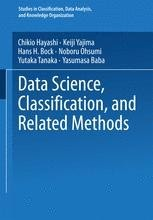 Studies in Classification, Data Analysis,
and Knowledge Organization
Chikio Hayashi · Keiji Yajima
Hans H. Bock · Noboru Ohsumi
Yutaka Tanaka · Yasumasa Baba
Data Science,
Classification, and
Related Methods